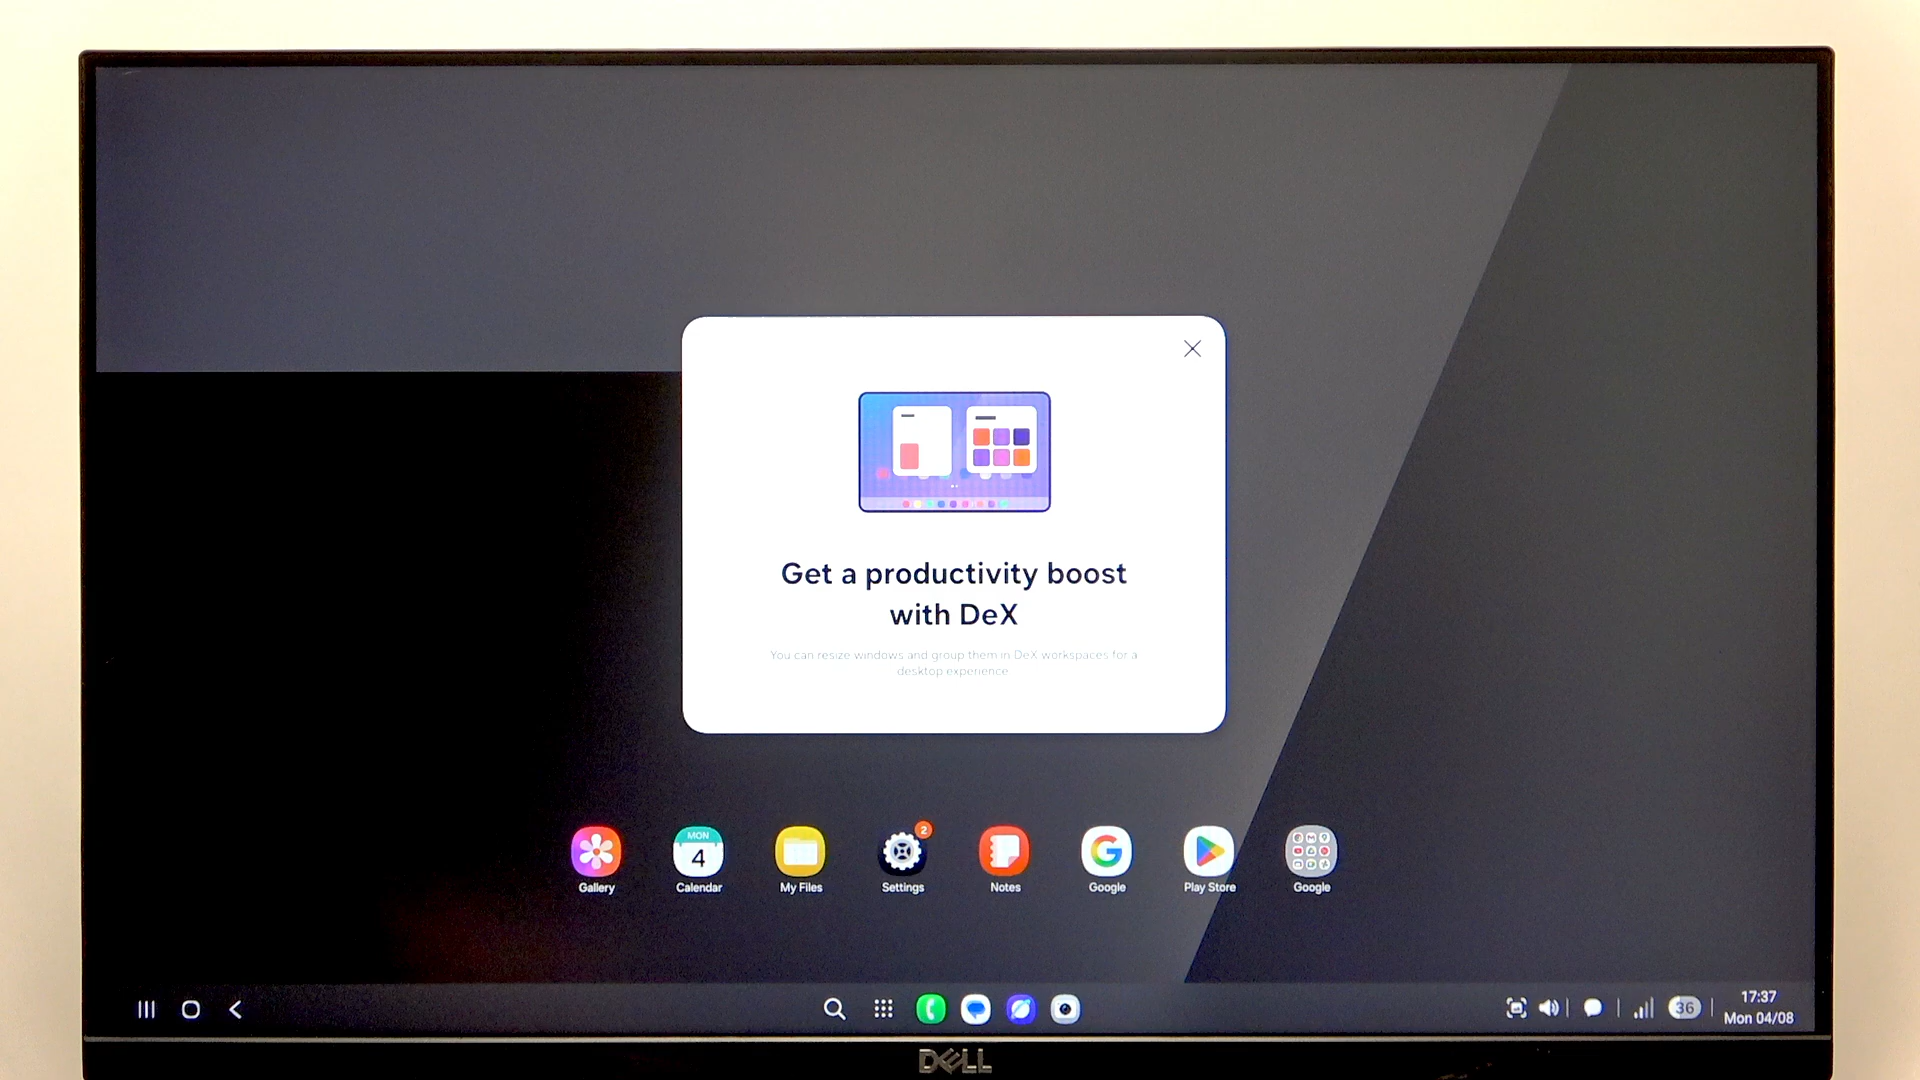 Get a productivity boost
with DeX
You can resize windows and group them in DeX workspaces for a
desktop experience
MON
4
2
Gallery
Calendar
My Files
Settings
Notes
Google
Play Store
Google
36
17:37
Mon 04/08
DELL